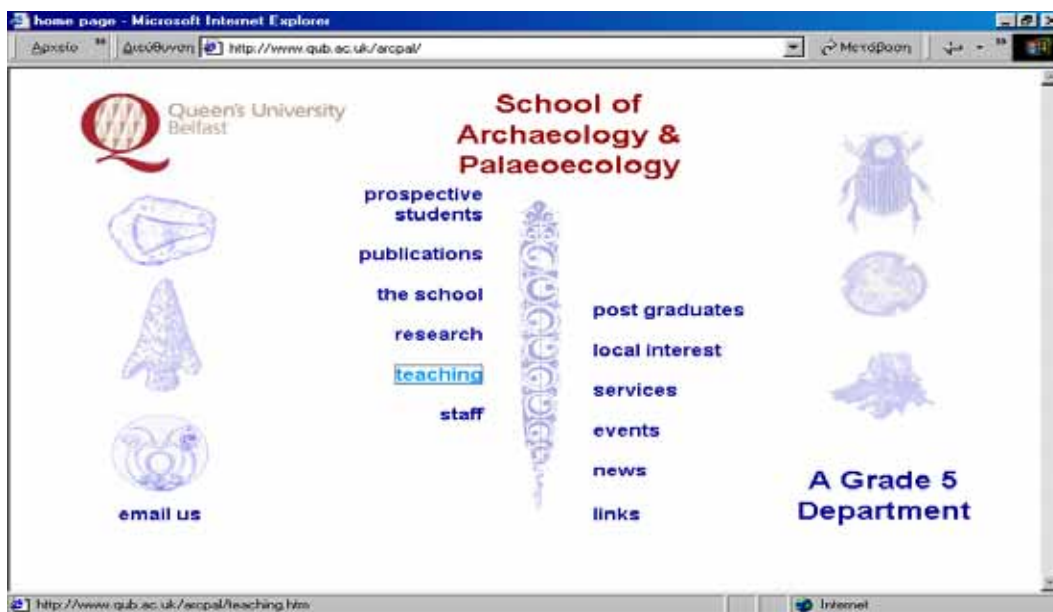 home page - Microsoft Internet Explorer
Αρχείο » Διεύθυνση http://www.qub.ac.uk/arcpal/ Μετάβαση »
Queen's University
Belfast
School of
Archaeology &
Palaeoecology
prospective
students
publications
the school
research
teaching
staff
post graduates
local interest
services
events
news
links
email us
A Grade 5
Department
http://www.qub.ac.uk/arcpal/teaching.htm Internet